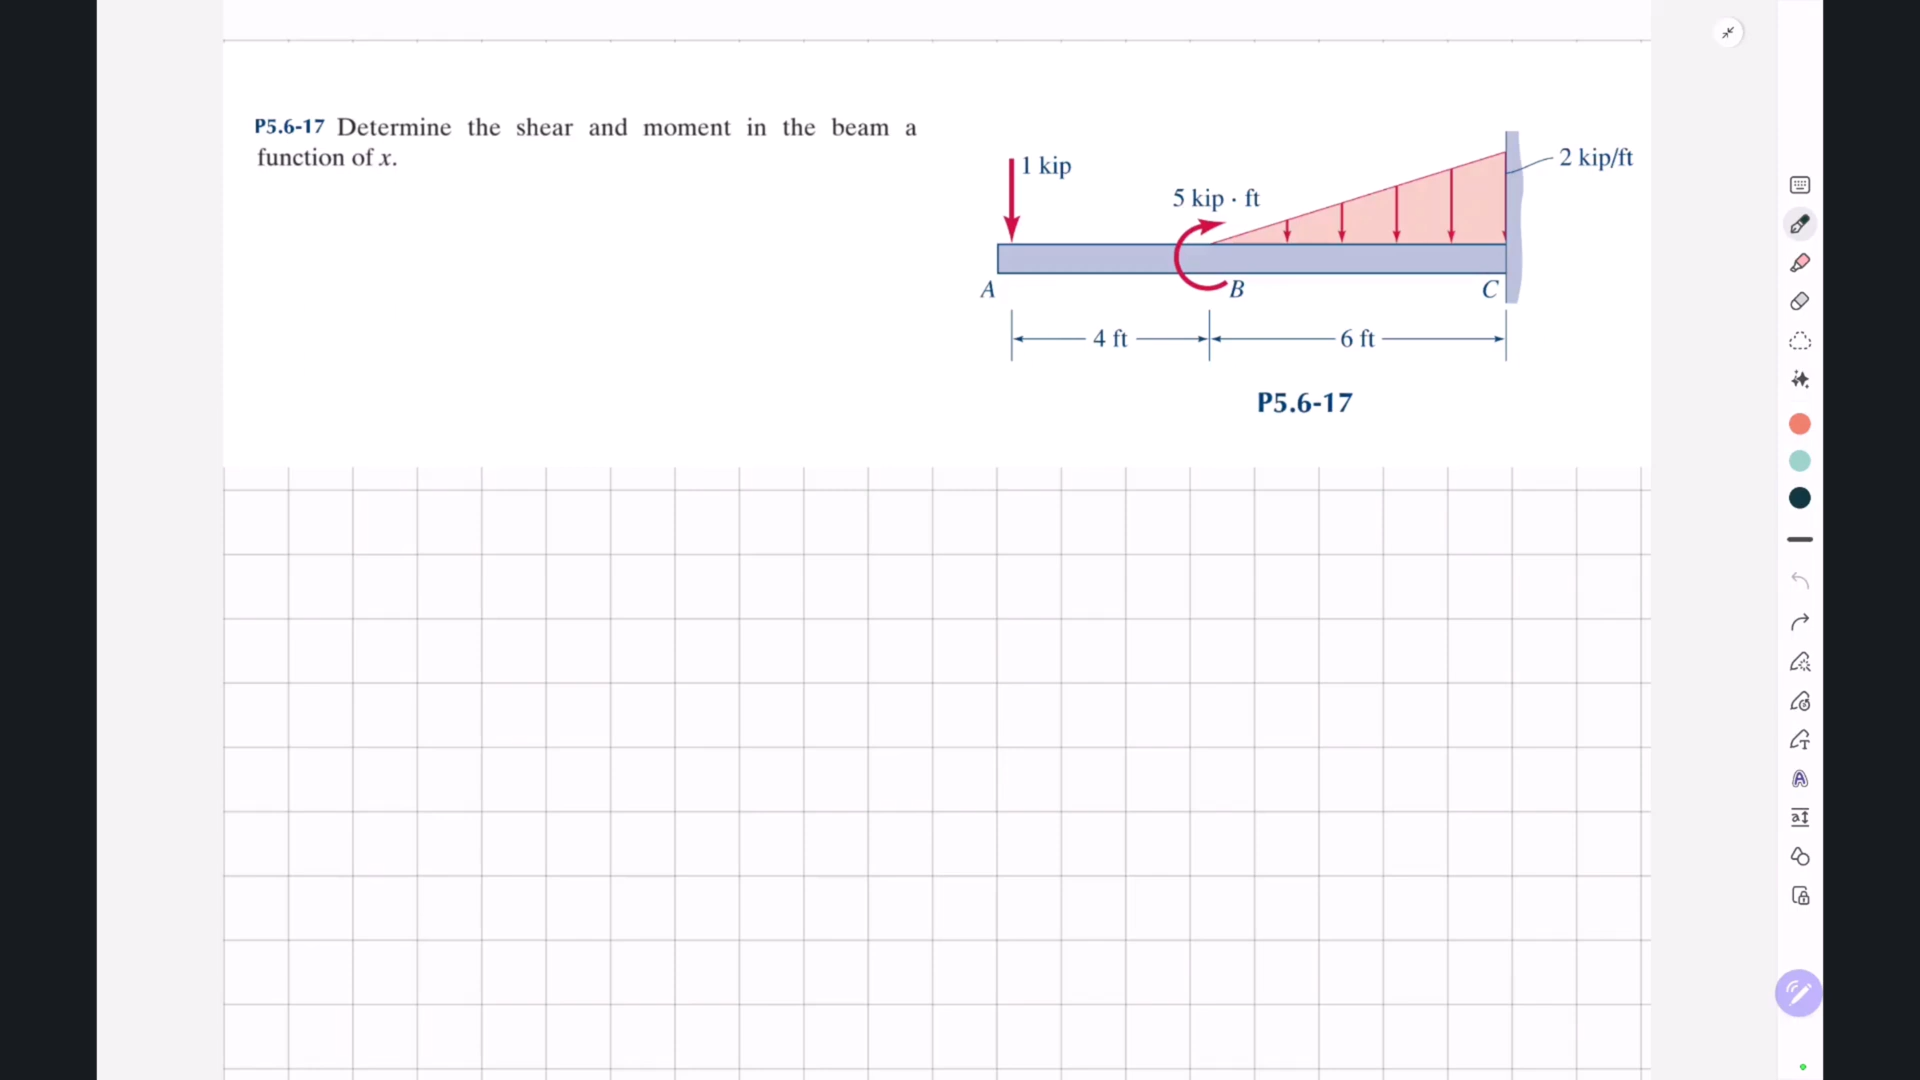 P5.6-17 Determine the shear and moment in the beam a
function of x.
1 kip
2 kip/ft
5 kip · ft
A
B
C
4 ft
6 ft
P5.6-17